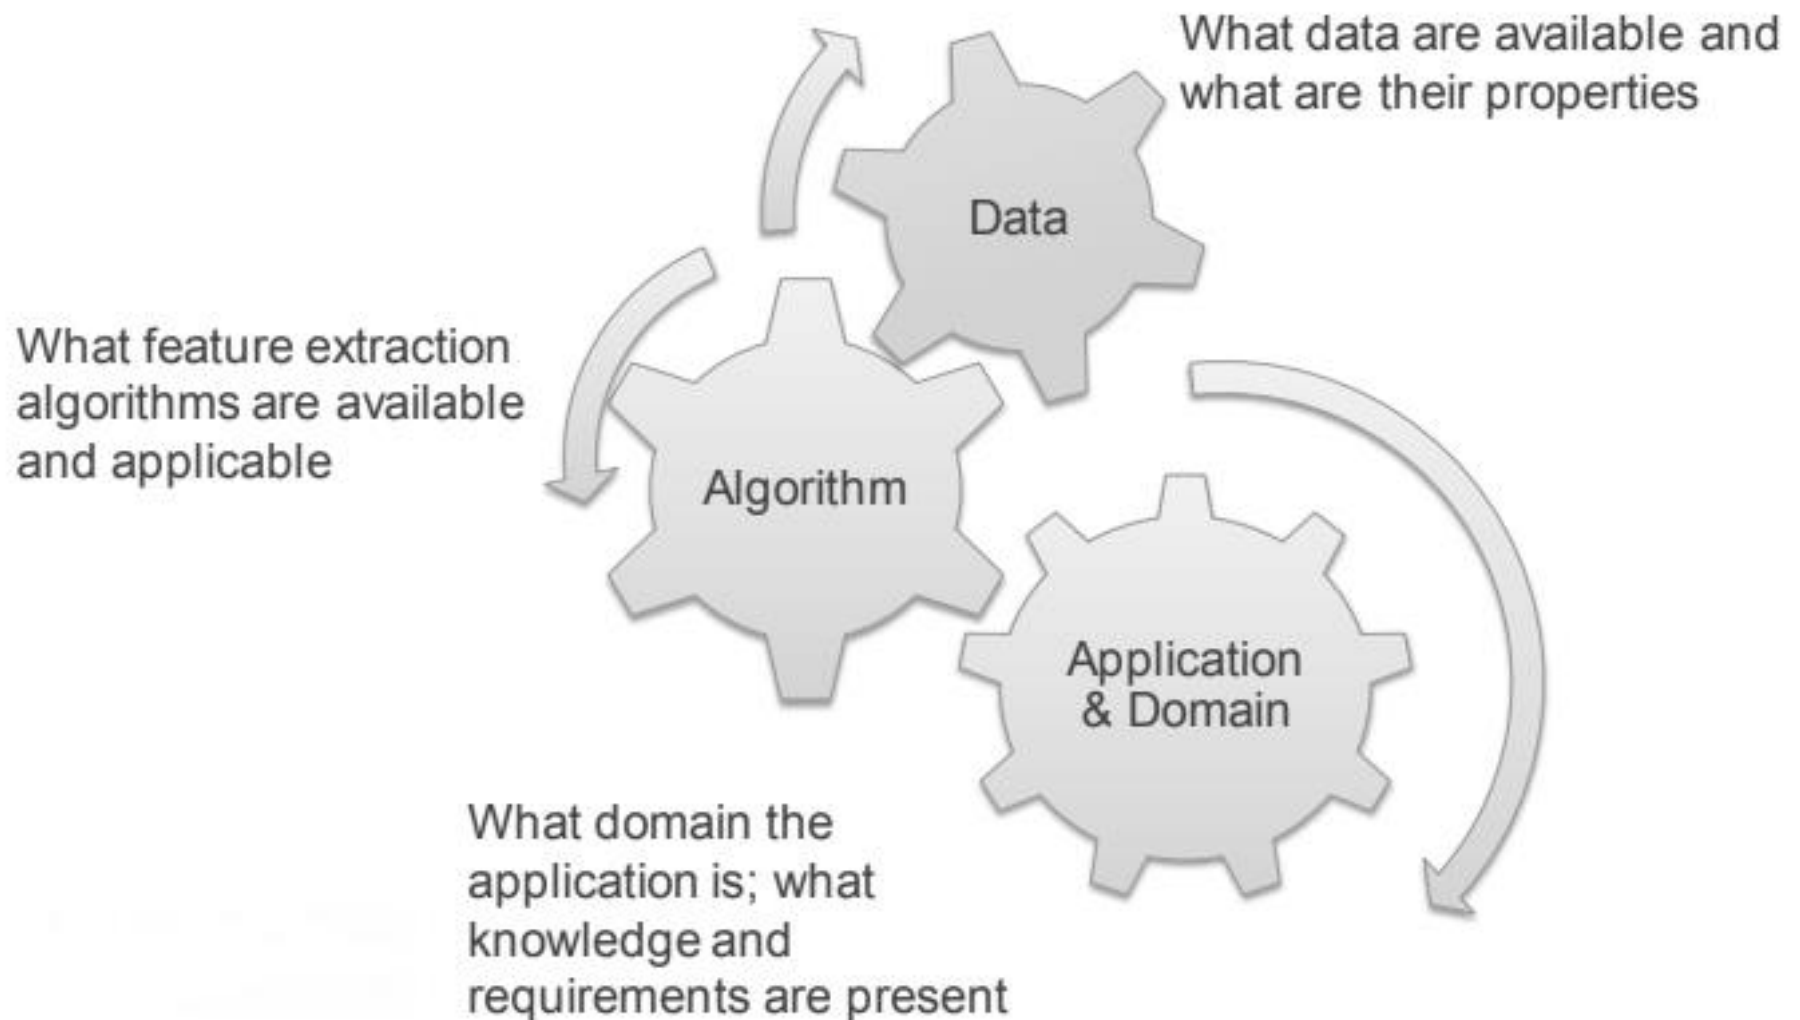 What data are available and
what are their properties
Data
What feature extraction
algorithms are available
and applicable
Algorithm
Application
& Domain
What domain the
application is; what
knowledge and
requirements are present